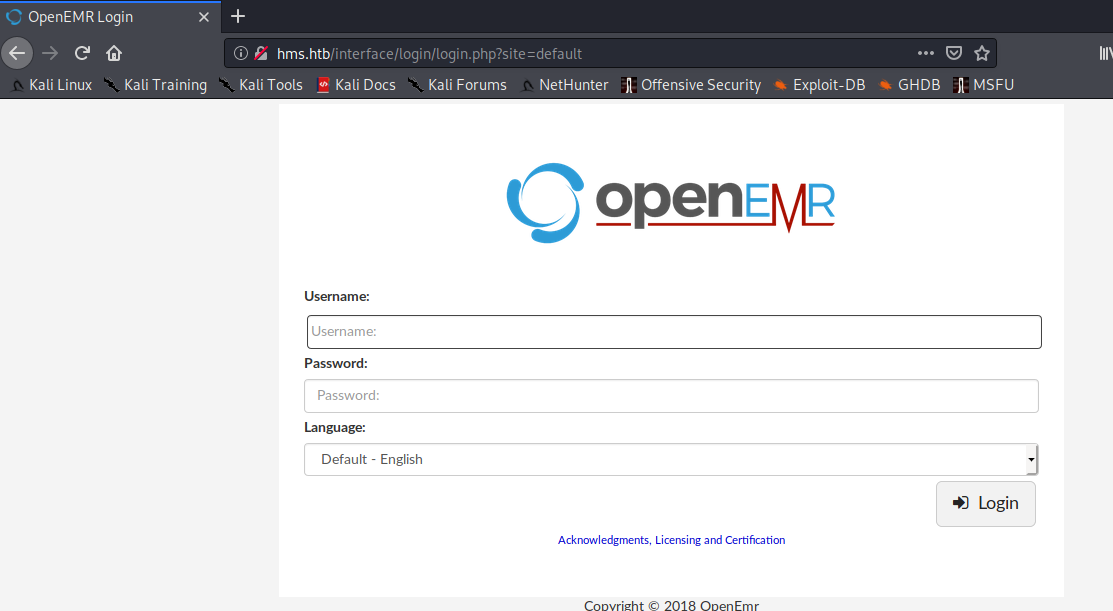 OpenEMR Login
hms.htb/interface/login/login.php?site=default
Kali Linux Kali Training Kali Tools Kali Docs Kali Forums NetHunter Offensive Security Exploit-DB GHDB MSFU
openEMR
Username:
Username:
Password:
Password:
Language:
Default - English
Login
Acknowledgments, Licensing and Certification
Copyright © 2018 OpenEmr